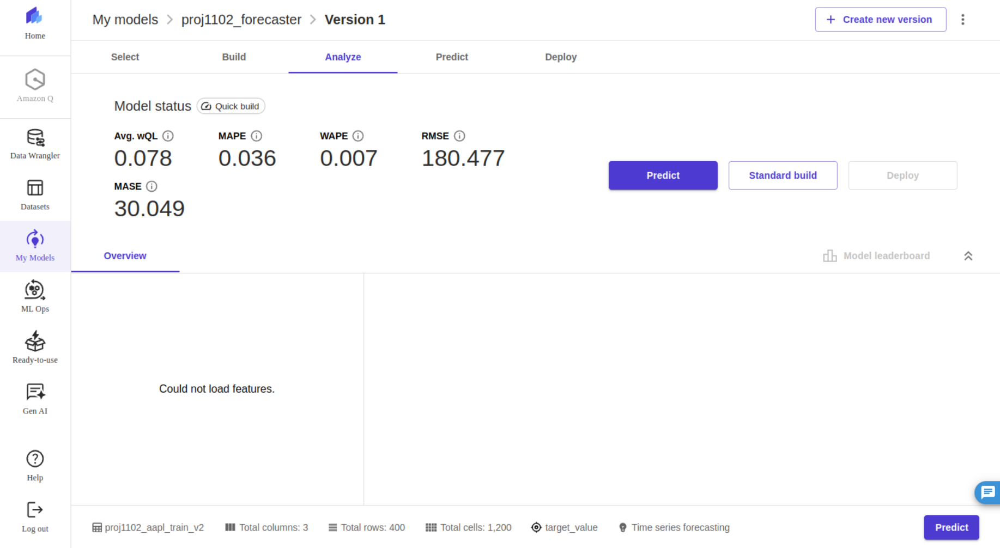 Home
Amazon Q
Data Wrangler
Datasets
My Models
ML Ops
Ready-to-use
Gen AI
Help
Log out
My models > proj1102_forecaster > Version 1
+ Create new version
Select Build Analyze Predict Deploy
Model status Quick build
Avg. wQL MAPE WAPE RMSE
0.078 0.036 0.007 180.477
MASE
30.049
Predict Standard build Deploy
Overview Model leaderboard
Could not load features.
proj1102_aapl_train_v2 Total columns: 3 Total rows: 400 Total cells: 1,200 target_value Time series forecasting Predict